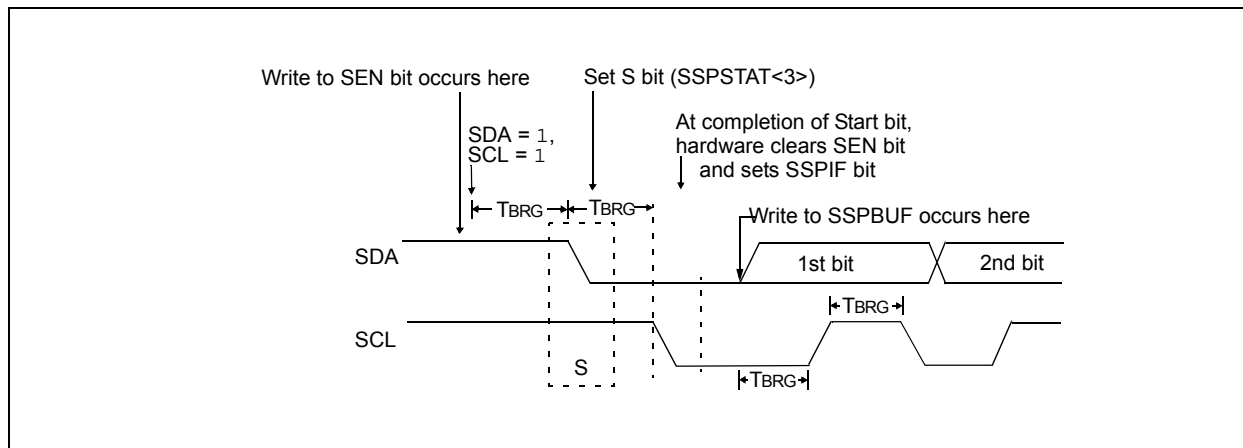 Write to SEN bit occurs here
Set S bit (SSPSTAT<3>)
SDA = 1,
SCL = 1
At completion of Start bit,
hardware clears SEN bit
and sets SSPIF bit
TBRG
TBRG
Write to SSPBUF occurs here
SDA
1st bit
2nd bit
TBRG
SCL
S
TBRG